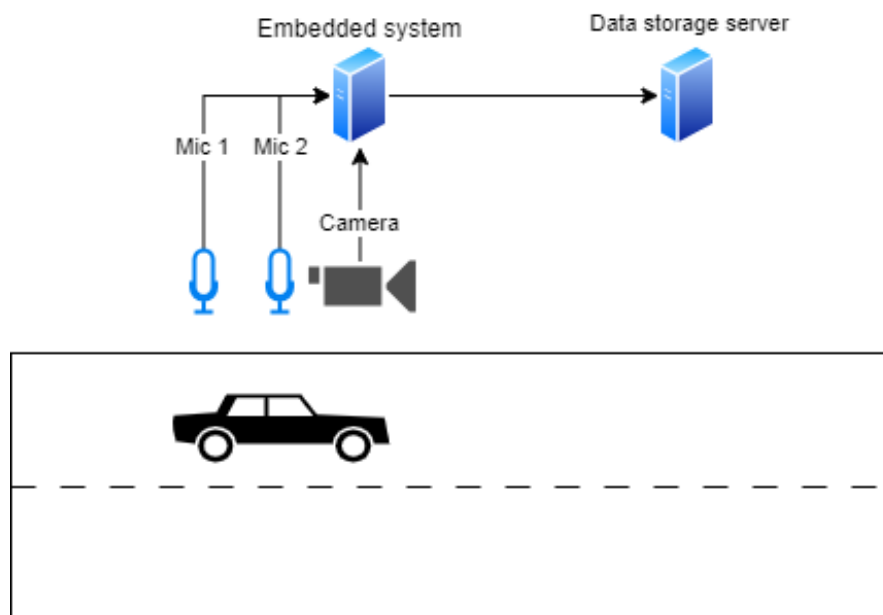 Embedded system
Data storage server
Mic 1
Mic 2
Camera